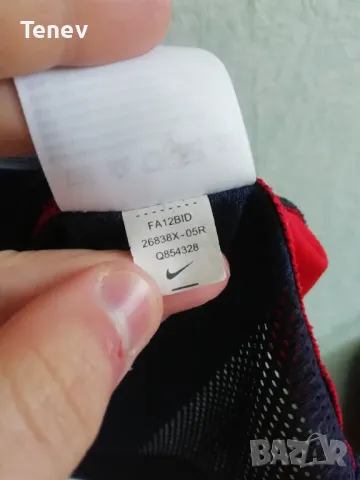 Tenev
FA12BID
26838X-05R
Q854328
BAZAR